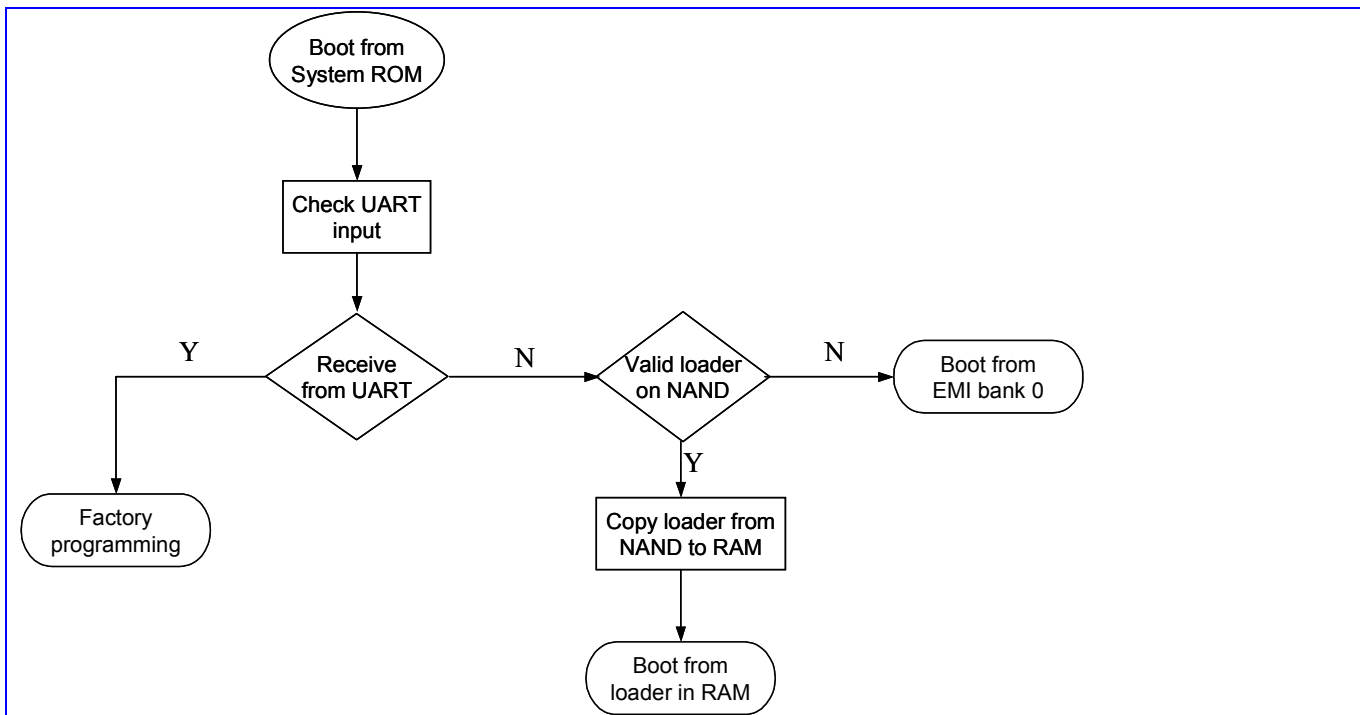 Boot from
System ROM
Check UART
input
Y
Receive
from UART
N
Valid loader
on NAND
N
Boot from
EMI bank 0
Y
Factory
programming
Copy loader from
NAND to RAM
Boot from
loader in RAM